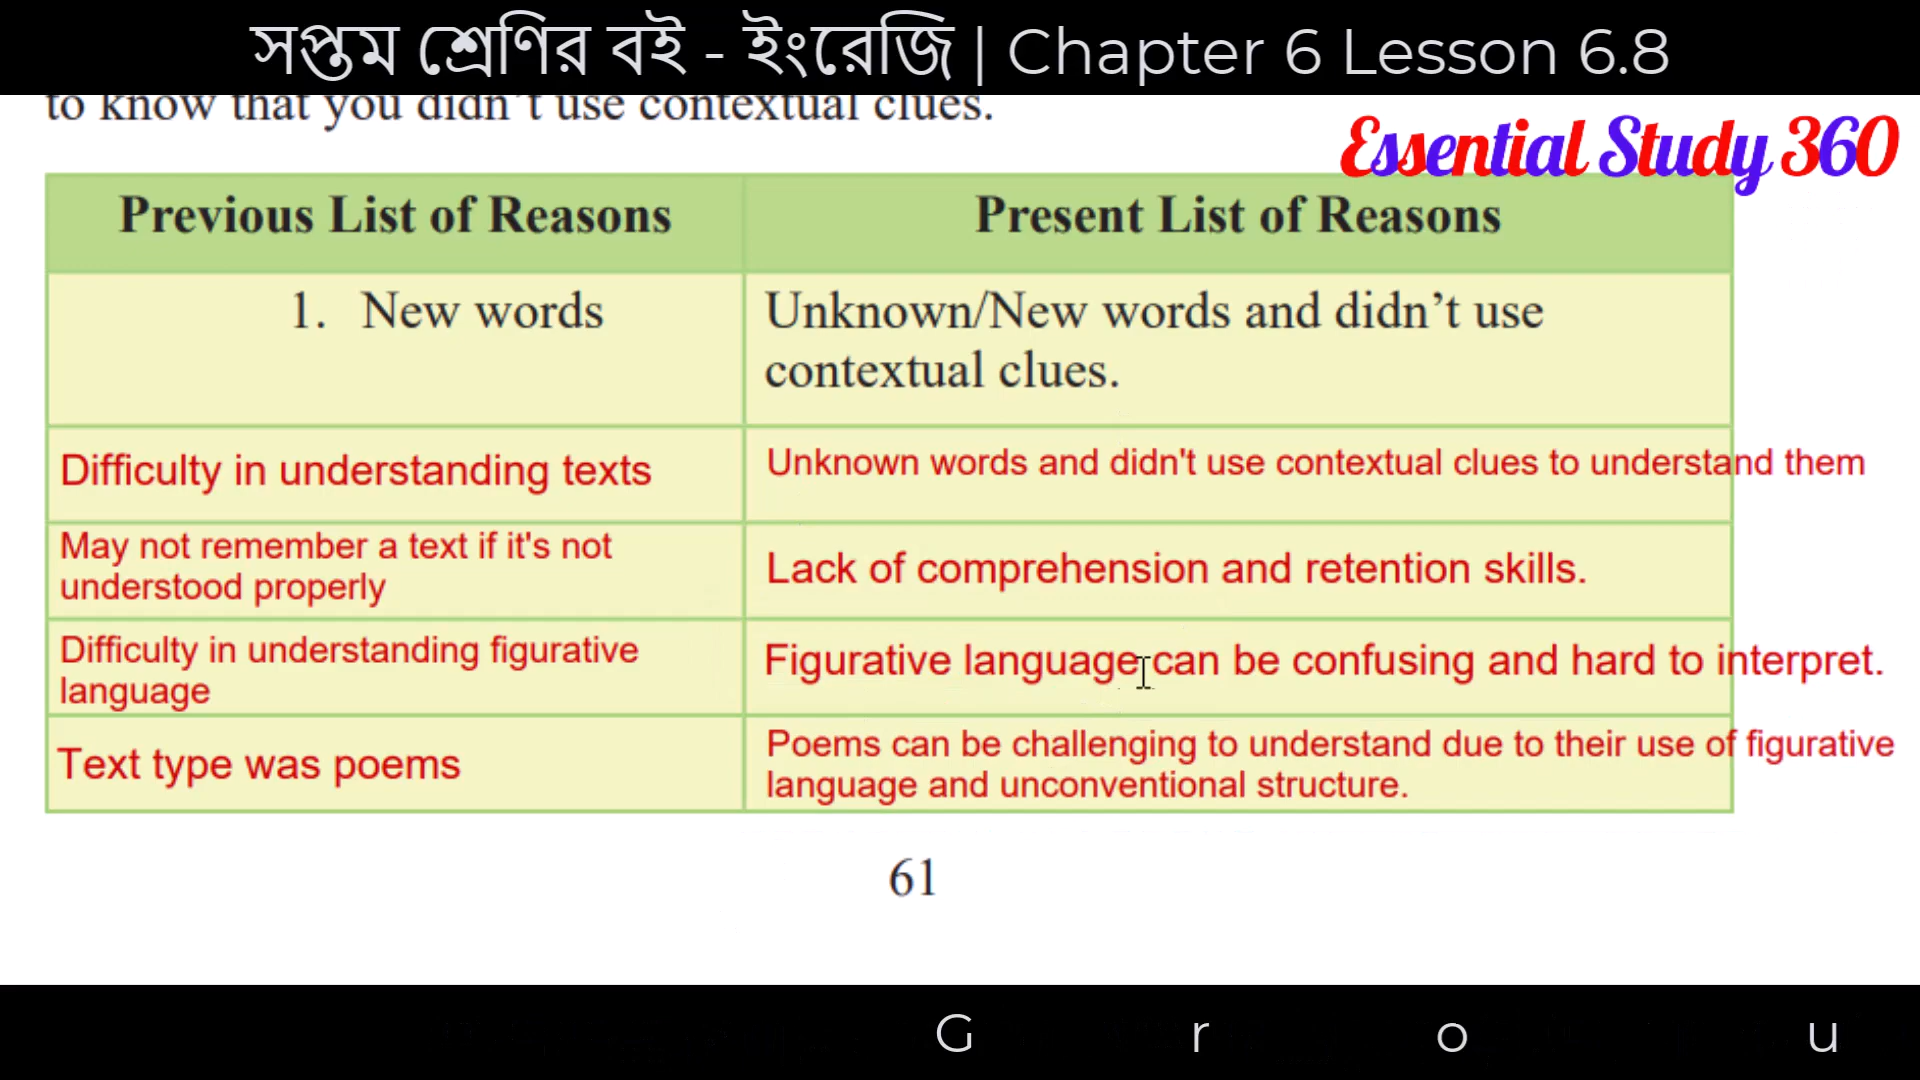 সপ্তম শ্রেণির বই - ইংরেজি | Chapter 6 Lesson 6.8
to know that you didn't use contextual clues.
Essential Study 360
Previous List of Reasons
Present List of Reasons
1. New words
Unknown/New words and didn't use
contextual clues.
Difficulty in understanding texts
Unknown words and didn't use contextual clues to understand them
May not remember a text if it's not
understood properly
Lack of comprehension and retention skills.
Difficulty in understanding figurative
language
Figurative language can be confusing and hard to interpret.
Text type was poems
Poems can be challenging to understand due to their use of figurative
language and unconventional structure.
61
G r o u